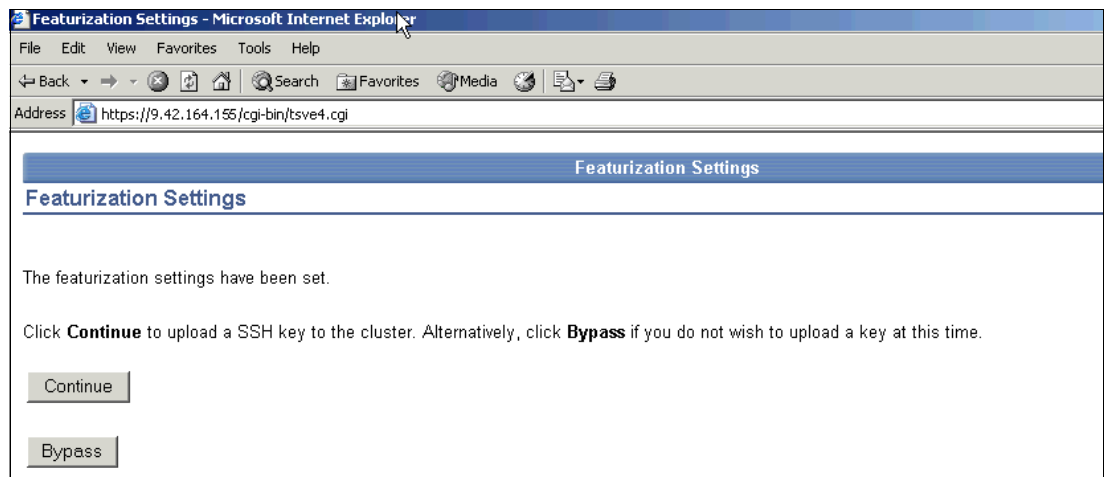 Featurization Settings - Microsoft Internet Explorer
File Edit View Favorites Tools Help
Back Search Favorites Media
Address https://9.42.164.155/cgi-bin/tsve4.cgi
Featurization Settings
Featurization Settings
The featurization settings have been set.
Click Continue to upload a SSH key to the cluster. Alternatively, click Bypass if you do not wish to upload a key at this time.
Continue
Bypass